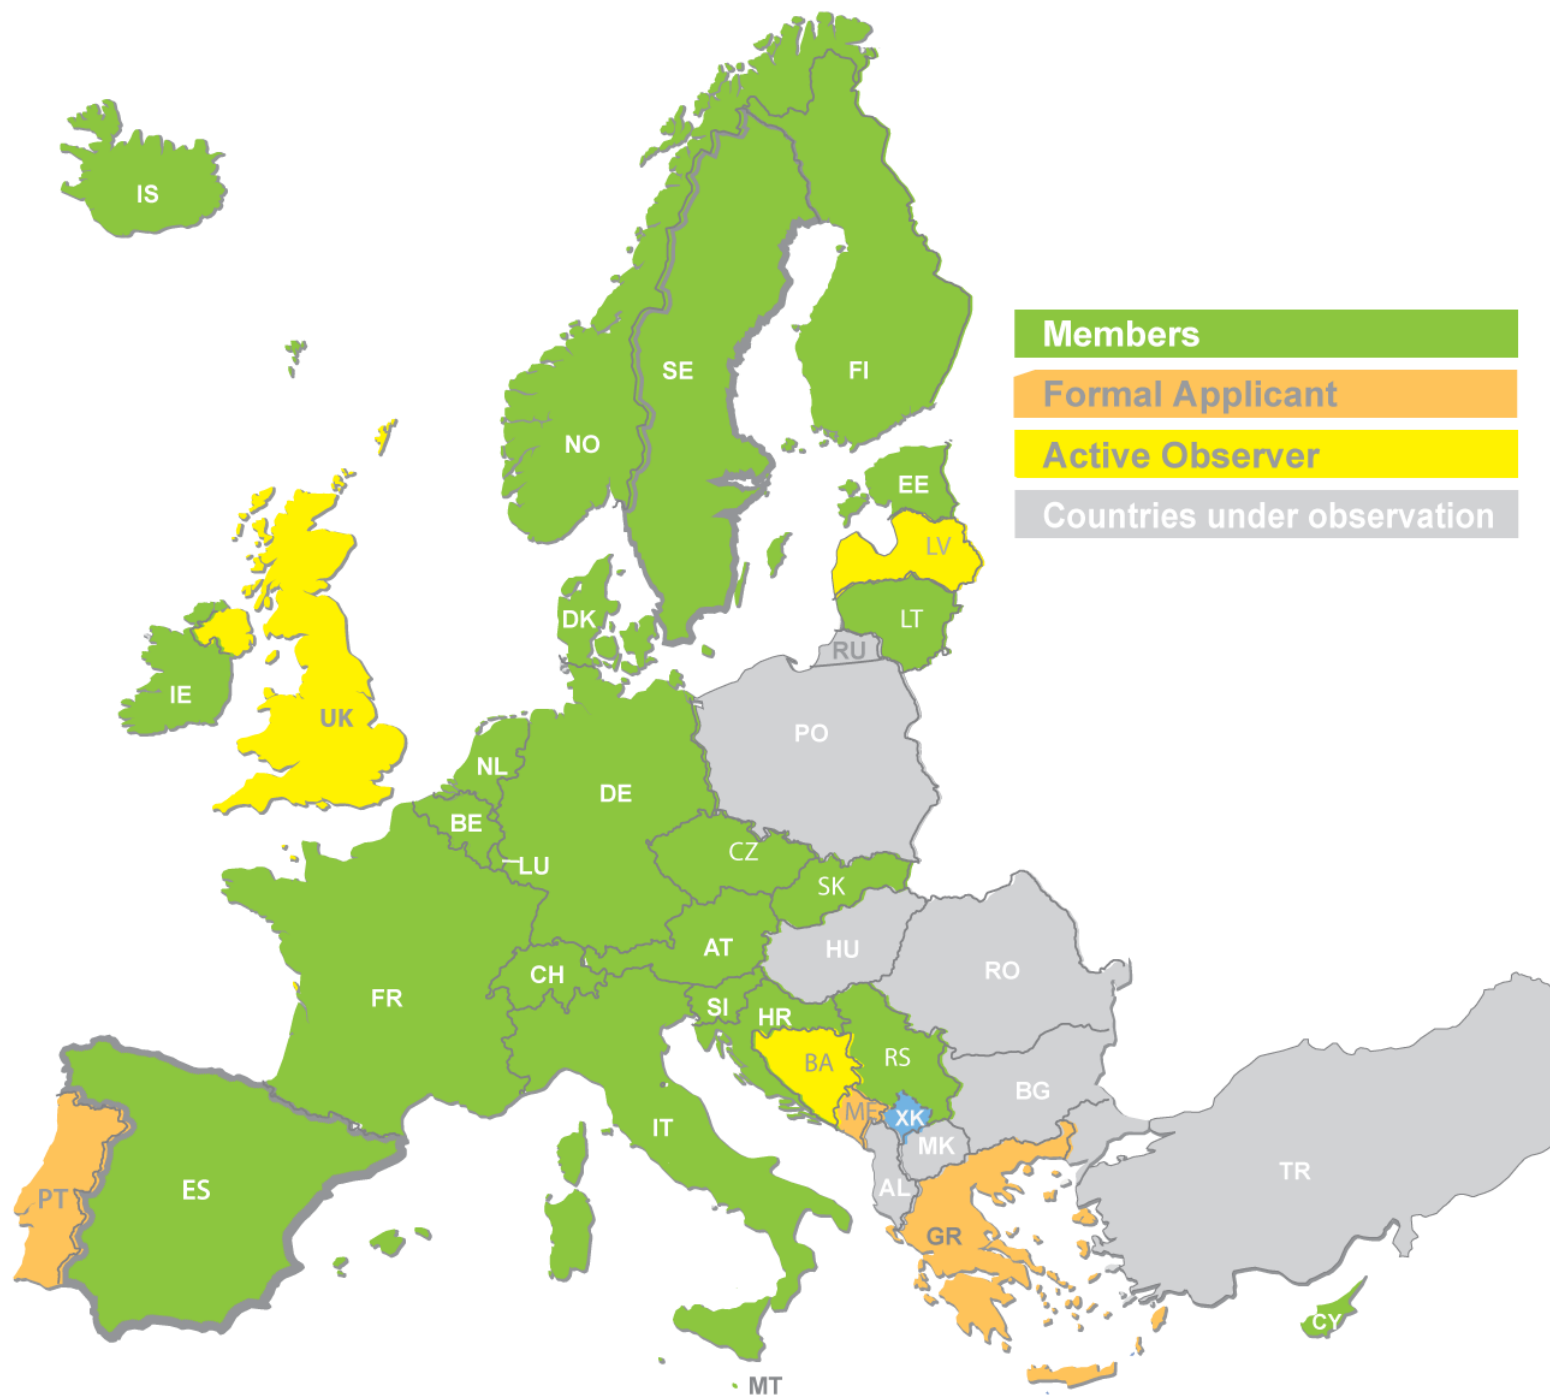 IS
SE
FI
NO
Members
Formal Applicant
Active Observer
Countries under observation
EE
LV
DK
LT
RU
IE
UK
PO
NL
DE
BE
CZ
LU
SK
AT
HU
CH
RO
FR
SI
HR
RS
BA
BG
ME
XK
IT
MK
TR
ES
PT
AL
GR
CY
MT